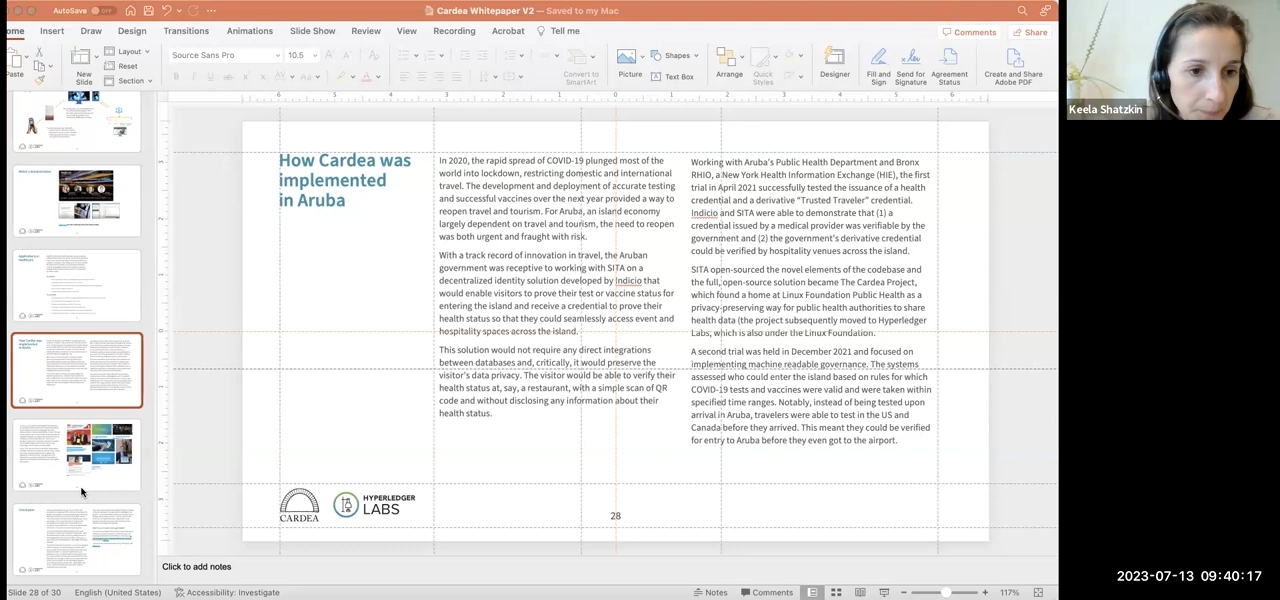 AutoSave OFF
Cardea Whitepaper V2 — Saved to my Mac
ome
Insert
Draw
Design
Transitions
Animations
Slide Show
Review
View
Recording
Acrobat
Tell me
Comments
Share
Paste
New
Slide
Layout
Reset
Section
Source Sans Pro
10.5
Convert to
SmartArt
Picture
Shapes
Text Box
Arrange
Quick
Styles
Designer
Fill and
Sign
Send for
Signature
Agreement
Status
Create and Share
Adobe PDF
Keela Shatzkin
6 5 4 3 2 1 0 1 2 3 4 5 6
How Cardea was
implemented
in Aruba
In 2020, the rapid spread of COVID-19 plunged most of the
world into lockdown, restricting domestic and international
travel. The development and deployment of accurate testing
and successful vaccines over the next year provided a way to
reopen travel and tourism. For Aruba, an island economy
largely dependent on travel and tourism, the need to reopen
was both urgent and fraught with risk.
With a track record of innovation in travel, the Aruban
government was receptive to working with SITA on a
decentralized identity solution developed by Indicio that
would enable visitors to prove their test or vaccine status for
entering the island and receive a credential to prove their
health status so that they could seamlessly access event and
hospitality spaces across the island.
This solution does not require any direct integrations
between databases and, critically, it would preserve the
visitor's data privacy. The visitor would be able to verify their
health status at, say, a restaurant, with a simple scan of QR
code and without disclosing any information about their
health status.
Working with Aruba's Public Health Department and Bronx
RHIO, a New York Health Information Exchange (HIE), the first
trial in April 2021 successfully tested the issuance of a health
credential and a derivative "Trusted Traveler" credential.
Indicio and SITA were able to demonstrate that (1) a
credential issued by a medical provider was verifiable by the
government and (2) the government's derivative credential
could be verified by hospitality venues across the island.
SITA open-sourced the novel elements of the codebase and
the full, open-source solution became The Cardea Project,
which found a home at Linux Foundation Public Health as a
privacy-preserving way for public health authorities to share
health data (the project subsequently moved to Hyperledger
Labs, which is also under the Linux Foundation.
A second trial was held in December 2021 and focused on
implementing machine readable governance. The systems
assessed who could enter the island based on rules for which
COVID-19 tests and vaccines were valid and were taken within
specified time ranges. Notably, instead of being tested upon
arrival in Aruba, travelers were able to test in the US and
Canada before they arrived. This meant they could be verified
for entry to Aruba before they even got to the airport.
CARDEA
HYPERLEDGER
LABS
28
Click to add notes
2023-07-13 09:40:17
Slide 28 of 30
English (United States)
Accessibility: Investigate
Notes
Comments
117%